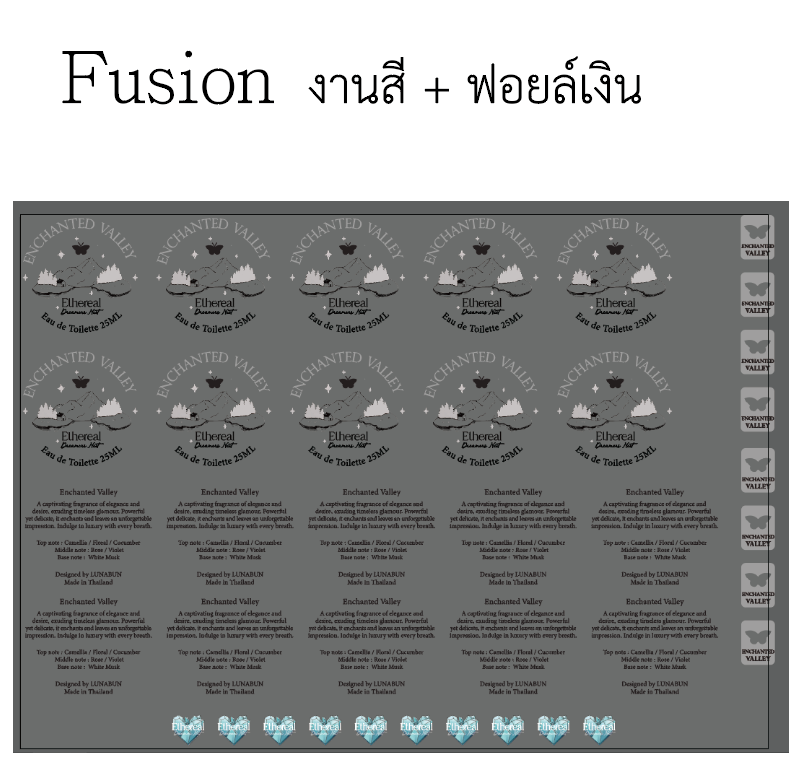 Fusion งานสี + ฟอยล์เงิน
ENCHANTED VALLEY
Ethereal
Dreamers Mist
Eau de Toilette 25ML
ENCHANTED VALLEY
Ethereal
Dreamers Mist
Eau de Toilette 25ML
ENCHANTED VALLEY
Ethereal
Dreamers Mist
Eau de Toilette 25ML
ENCHANTED VALLEY
Ethereal
Dreamers Mist
Eau de Toilette 25ML
ENCHANTED VALLEY
Ethereal
Dreamers Mist
Eau de Toilette 25ML
ENCHANTED VALLEY
Ethereal
Dreamers Mist
Eau de Toilette 25ML
ENCHANTED VALLEY
Ethereal
Dreamers Mist
Eau de Toilette 25ML
ENCHANTED VALLEY
Ethereal
Dreamers Mist
Eau de Toilette 25ML
ENCHANTED VALLEY
Ethereal
Dreamers Mist
Eau de Toilette 25ML
ENCHANTED VALLEY
Ethereal
Dreamers Mist
Eau de Toilette 25ML
Enchanted Valley
A captivating fragrance of elegance and
desire, exuding timeless glamour. Powerful
yet delicate, it enchants and leaves an unforgettable
impression. Indulge in luxury with every breath.
Top note : Camellia / Floral / Cucumber
Middle note : Rose / Violet
Base note : White Musk
Designed by LUNABUN
Made in Thailand
Enchanted Valley
A captivating fragrance of elegance and
desire, exuding timeless glamour. Powerful
yet delicate, it enchants and leaves an unforgettable
impression. Indulge in luxury with every breath.
Top note : Camellia / Floral / Cucumber
Middle note : Rose / Violet
Base note : White Musk
Designed by LUNABUN
Made in Thailand
Enchanted Valley
A captivating fragrance of elegance and
desire, exuding timeless glamour. Powerful
yet delicate, it enchants and leaves an unforgettable
impression. Indulge in luxury with every breath.
Top note : Camellia / Floral / Cucumber
Middle note : Rose / Violet
Base note : White Musk
Designed by LUNABUN
Made in Thailand
Enchanted Valley
A captivating fragrance of elegance and
desire, exuding timeless glamour. Powerful
yet delicate, it enchants and leaves an unforgettable
impression. Indulge in luxury with every breath.
Top note : Camellia / Floral / Cucumber
Middle note : Rose / Violet
Base note : White Musk
Designed by LUNABUN
Made in Thailand
Enchanted Valley
A captivating fragrance of elegance and
desire, exuding timeless glamour. Powerful
yet delicate, it enchants and leaves an unforgettable
impression. Indulge in luxury with every breath.
Top note : Camellia / Floral / Cucumber
Middle note : Rose / Violet
Base note : White Musk
Designed by LUNABUN
Made in Thailand
Enchanted Valley
A captivating fragrance of elegance and
desire, exuding timeless glamour. Powerful
yet delicate, it enchants and leaves an unforgettable
impression. Indulge in luxury with every breath.
Top note : Camellia / Floral / Cucumber
Middle note : Rose / Violet
Base note : White Musk
Designed by LUNABUN
Made in Thailand
Enchanted Valley
A captivating fragrance of elegance and
desire, exuding timeless glamour. Powerful
yet delicate, it enchants and leaves an unforgettable
impression. Indulge in luxury with every breath.
Top note : Camellia / Floral / Cucumber
Middle note : Rose / Violet
Base note : White Musk
Designed by LUNABUN
Made in Thailand
Enchanted Valley
A captivating fragrance of elegance and
desire, exuding timeless glamour. Powerful
yet delicate, it enchants and leaves an unforgettable
impression. Indulge in luxury with every breath.
Top note : Camellia / Floral / Cucumber
Middle note : Rose / Violet
Base note : White Musk
Designed by LUNABUN
Made in Thailand
Enchanted Valley
A captivating fragrance of elegance and
desire, exuding timeless glamour. Powerful
yet delicate, it enchants and leaves an unforgettable
impression. Indulge in luxury with every breath.
Top note : Camellia / Floral / Cucumber
Middle note : Rose / Violet
Base note : White Musk
Designed by LUNABUN
Made in Thailand
Enchanted Valley
A captivating fragrance of elegance and
desire, exuding timeless glamour. Powerful
yet delicate, it enchants and leaves an unforgettable
impression. Indulge in luxury with every breath.
Top note : Camellia / Floral / Cucumber
Middle note : Rose / Violet
Base note : White Musk
Designed by LUNABUN
Made in Thailand
Ethereal Ethereal Ethereal Ethereal Ethereal Ethereal Ethereal Ethereal Ethereal Ethereal
ENCHANTED
VALLEY
ENCHANTED
VALLEY
ENCHANTED
VALLEY
ENCHANTED
VALLEY
ENCHANTED
VALLEY
ENCHANTED
VALLEY
ENCHANTED
VALLEY
ENCHANTED
VALLEY